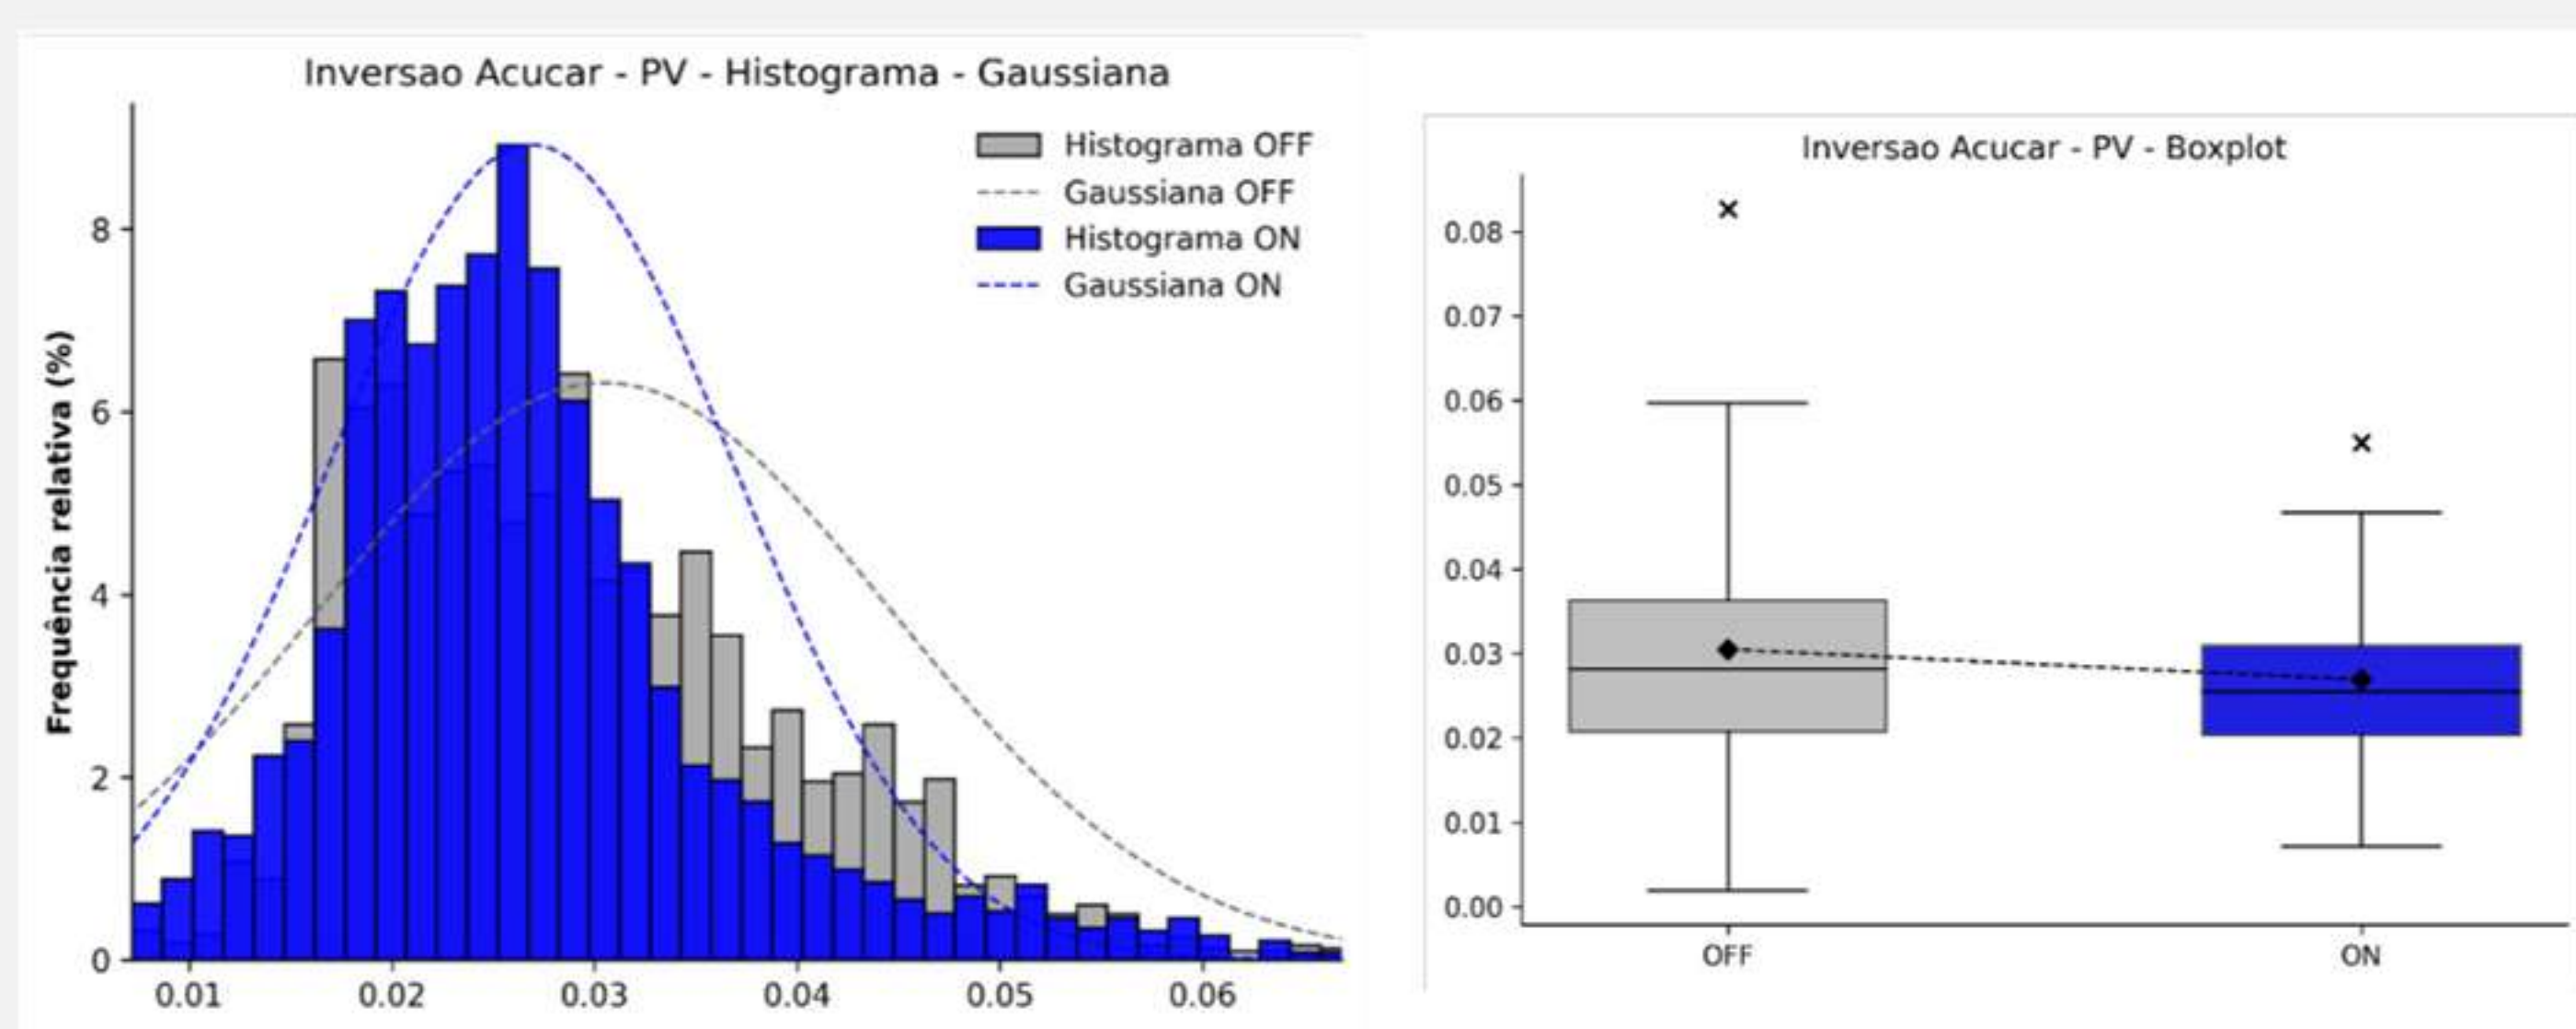 Inversao Acucar - PV - Histograma - Gaussiana
Histograma OFF
Gaussiana OFF
Histograma ON
Gaussiana ON
Frequência relativa (%)
8
6
4
2
0
0.01 0.02 0.03 0.04 0.05 0.06
Inversao Acucar - PV - Boxplot
0.08
0.07
0.06
0.05
0.04
0.03
0.02
0.01
0.00
OFF ON